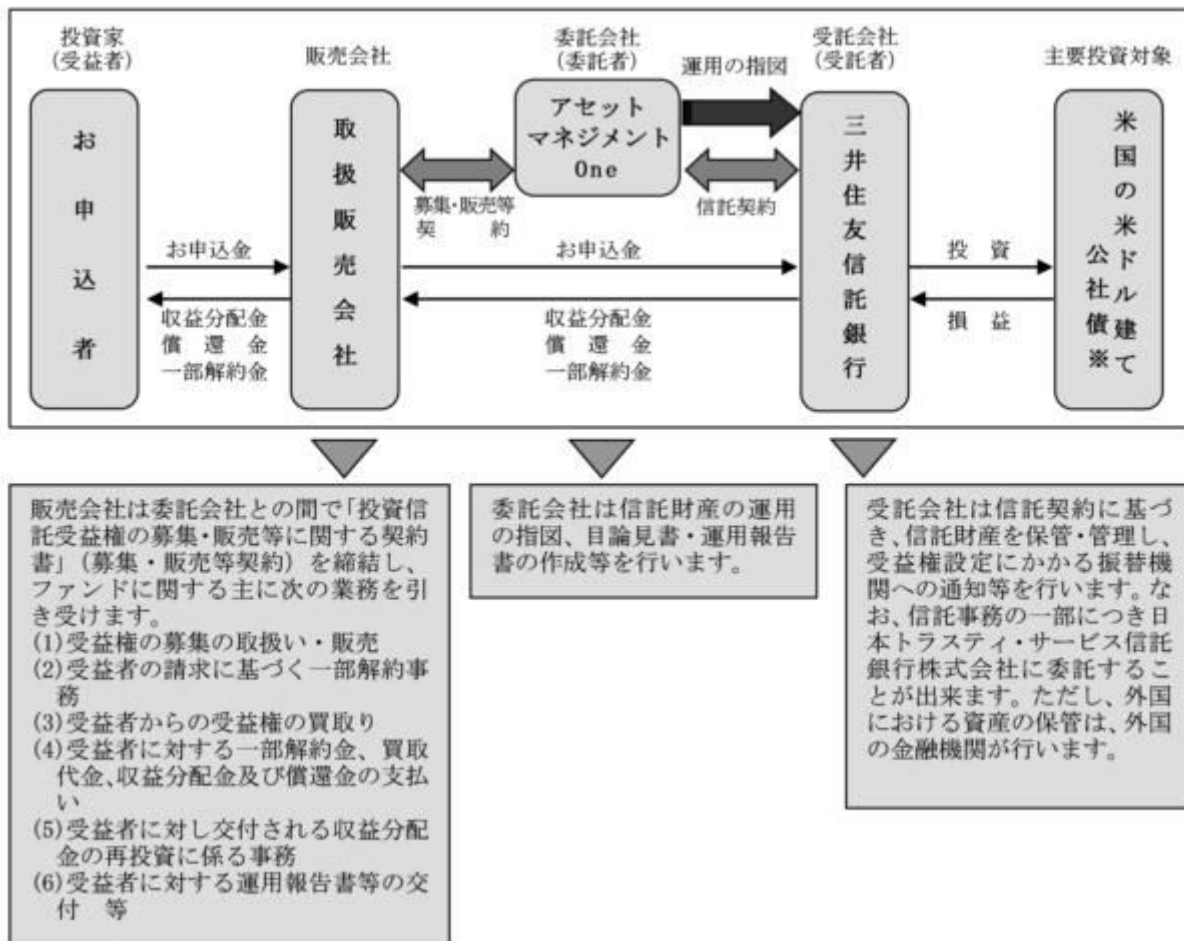 投資家
(受益者)
販売会社
委託会社
(委託者)
運用の指図
受託会社
(受託者)
主要投資対象
お申込者
取扱販売会社
アセット
マネジメント
One
三井住友信託銀行
米国の米ドル建て
公社債※
募集・販売等
契約
信託契約
お申込金
お申込金
投資
収益分配金
償還金
一部解約金
収益分配金
償還金
一部解約金
損益
販売会社は委託会社との間で「投資信
託受益権の募集・販売等に関する契約
書」(募集・販売等契約)を締結し、
ファンドに関する主に次の業務を引
き受けます。
(1)受益権の募集の取扱い・販売
(2)受益者の請求に基づく一部解約事
務
(3)受益者からの受益権の買取り
(4)受益者に対する一部解約金、買取
代金、収益分配金及び償還金の支払
い
(5)受益者に対し交付される収益分配
金の再投資に係る事務
(6)受益者に対する運用報告書等の交
付 等
委託会社は信託財産の運用
の指図、目論見書・運用報告
書の作成等を行います。
受託会社は信託契約に基づ
き、信託財産を保管・管理し、
受益権設定にかかる振替機
関への通知等を行います。な
お、信託事務の一部につき日
本トラスティ・サービス信託
銀行株式会社に委託するこ
とが出来ます。ただし、外国
における資産の保管は、外国
の金融機関が行います。